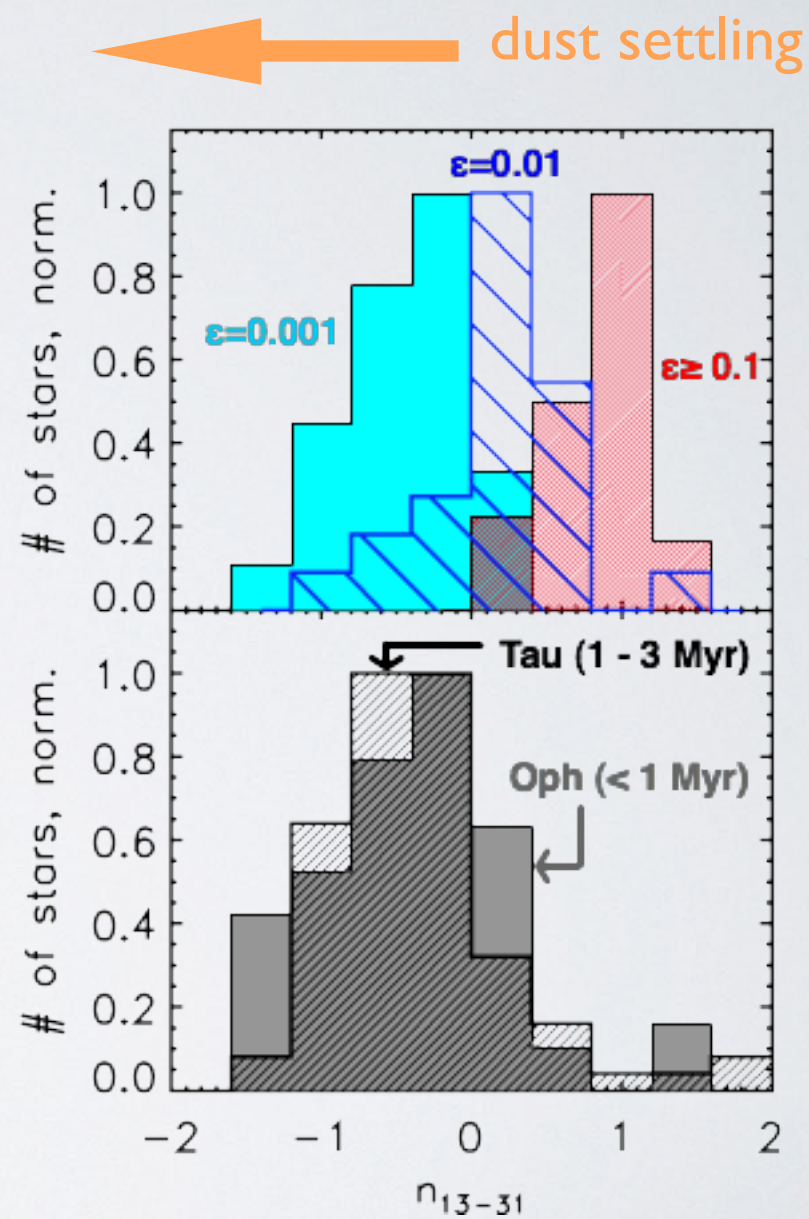 dust settling
ε=0.01
ε=0.001
ε≥ 0.1
# of stars, norm.
1.0
0.8
0.6
0.4
0.2
0.0
Tau (1 - 3 Myr)
Oph (< 1 Myr)
# of stars, norm.
1.0
0.8
0.6
0.4
0.2
0.0
−2 −1 0 1 2
n13−31